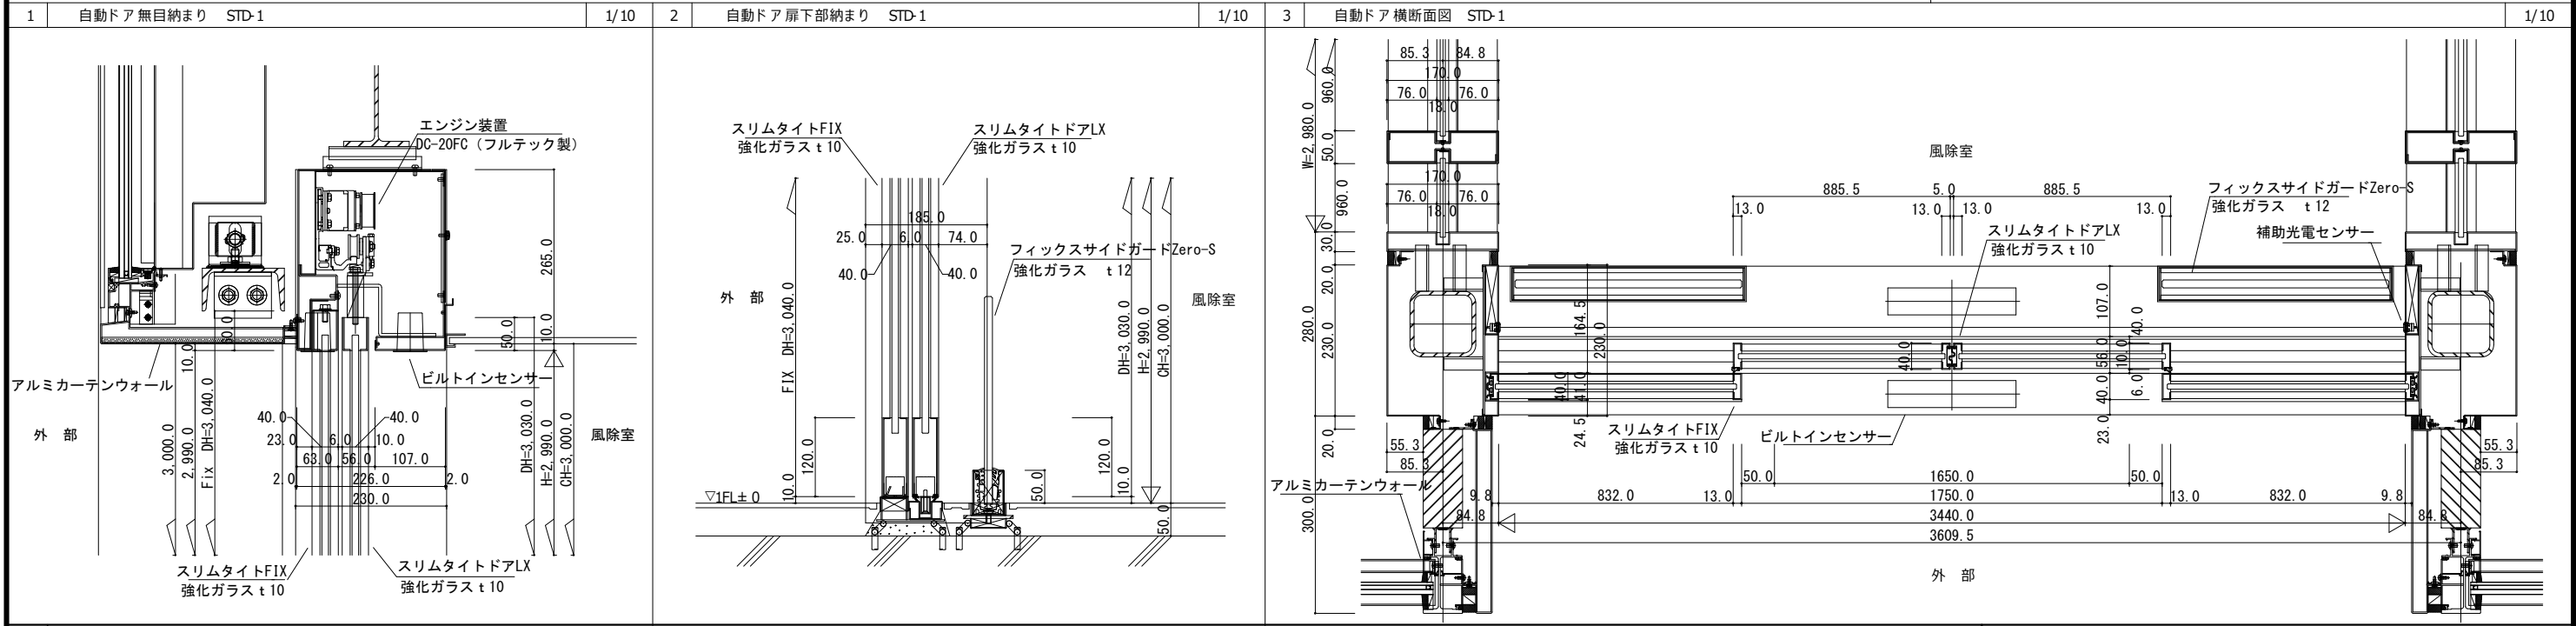 1 自動ドア無目納まり STD-1 1/10
2 自動ドア扉下部納まり STD-1 1/10
3 自動ドア横断面図 STD-1 1/10
エンジン装置
DC-20FC（フルテック製）
265.0
10.0
50.0
60.0
アルミカーテンウォール
ビルトインセンサー
外 部
風除室
3,000.0
2,990.0
10.0
Fix DH=3,040.0
40.0
40.0
23.0
6.0
10.0
63.0
56.0
107.0
2.0
226.0
2.0
230.0
DH=3,030.0
H=2,990.0
CH=3,000.0
スリムタイトFIX
強化ガラス t 10
スリムタイトドアLX
強化ガラス t 10
スリムタイトFIX
強化ガラス t 10
スリムタイトドアLX
強化ガラス t 10
185.0
25.0
6.0
74.0
40.0
40.0
フィックスサイドガードZero-S
強化ガラス t 12
外 部
風除室
FIX DH=3,040.0
DH=3,030.0
H=2,990.0
CH=3,000.0
120.0
10.0
50.0
120.0
10.0
50.0
▽1FL±0
85.3
84.8
170.0
76.0
76.0
18.0
W=2,980.0
960.0
50.0
960.0
170.0
76.0
76.0
18.0
30.0
20.0
280.0
230.0
20.0
300.0
風除室
885.5
5.0
885.5
13.0
13.0
13.0
13.0
フィックスサイドガードZero-S
強化ガラス t 12
補助光電センサー
スリムタイトドアLX
強化ガラス t 10
164.5
230.0
40.0
41.0
24.5
40.0
107.0
40.0
56.0
10.0
40.0
6.0
23.0
スリムタイトFIX
強化ガラス t 10
ビルトインセンサー
55.3
85.3
55.3
85.3
アルミカーテンウォール
50.0
1650.0
50.0
9.8
832.0
13.0
1750.0
13.0
832.0
9.8
84.8
3440.0
84.8
3609.5
外 部